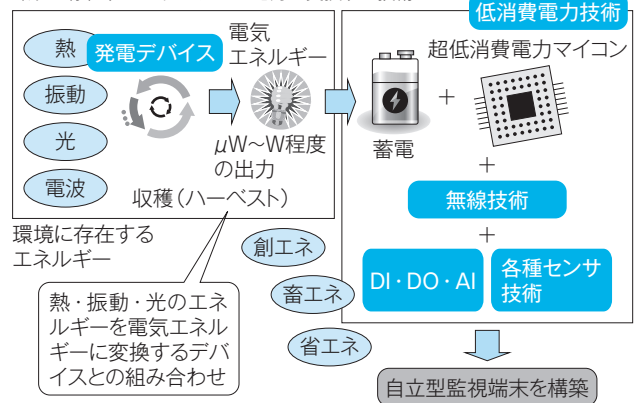 低消費電力技術
熱
発電デバイス
電気
エネルギー
振動
光
電波
μW～W程度
の出力
収穫（ハーベスト）
環境に存在する
エネルギー
熱・振動・光のエネ
ルギーを電気エネル
ギーに変換するデバ
イスとの組み合わせ
創エネ
畜エネ
省エネ
超低消費電力マイコン
+
蓄電
+
無線技術
+
DI・DO・AI
各種センサ
技術
自立型監視端末を構築